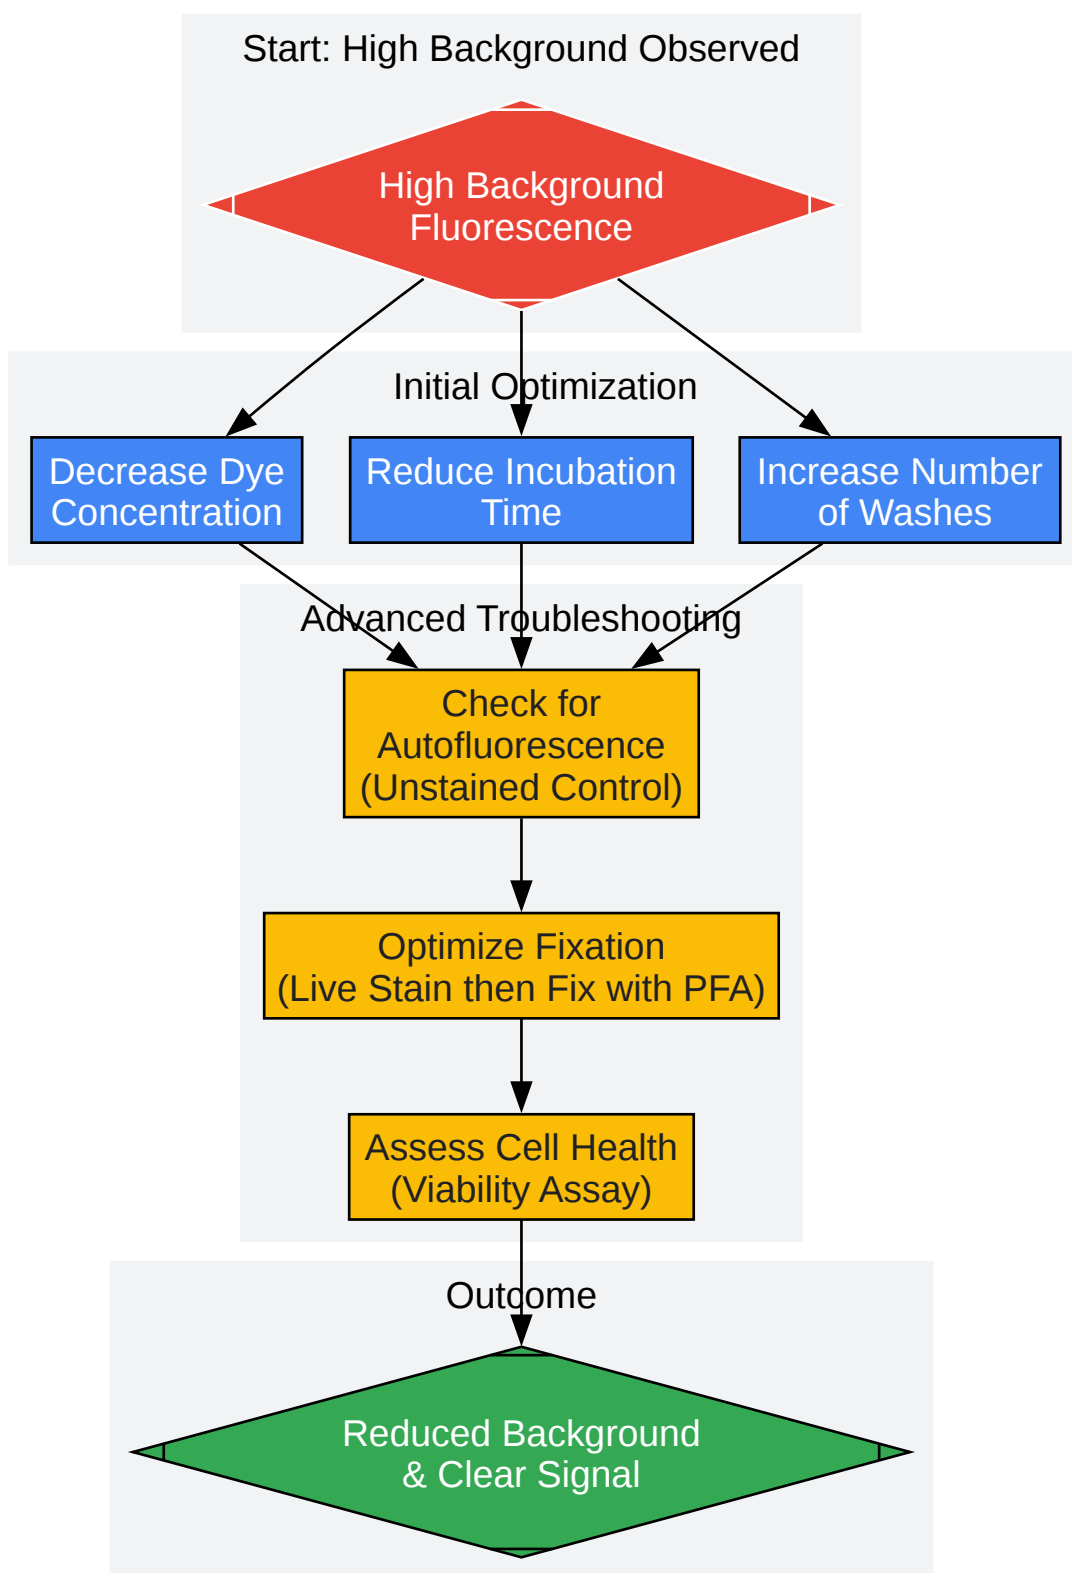 Start: High Background Observed
High Background
Fluorescence
Initial Optimization
Decrease Dye
Concentration
Reduce Incubation
Time
Increase Number
of Washes
Advanced Troubleshooting
Check for
Autofluorescence
(Unstained Control)
Optimize Fixation
(Live Stain then Fix with PFA)
Assess Cell Health
(Viability Assay)
Outcome
Reduced Background
& Clear Signal